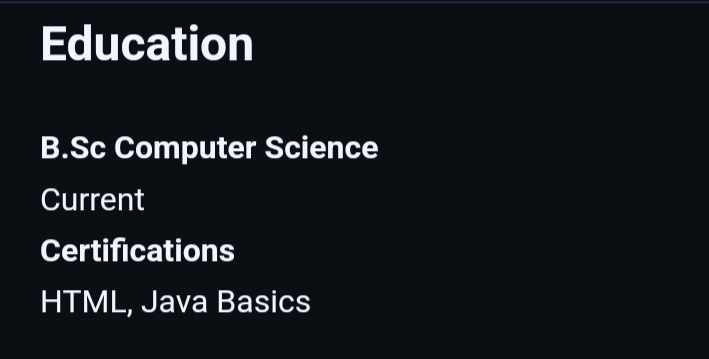 Education
B.Sc Computer Science
Current
Certifications
HTML, Java Basics